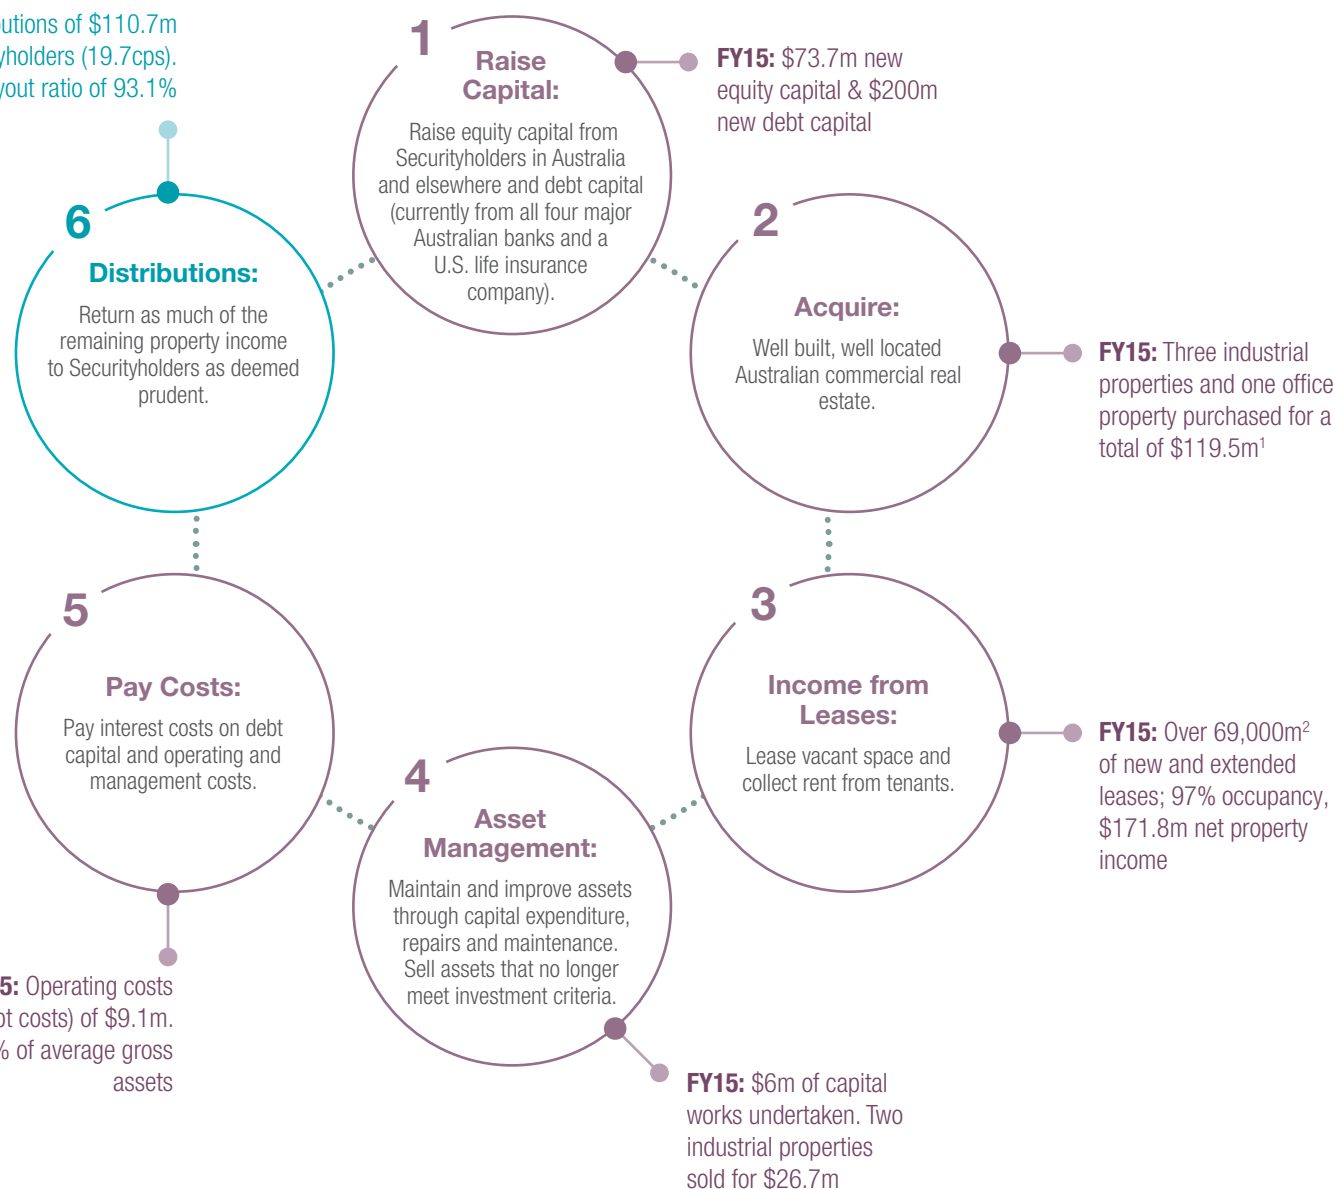 1
Raise
Capital:
Raise equity capital from
Securityholders in Australia
and elsewhere and debt capital
(currently from all four major
Australian banks and a
U.S. life insurance
company).
FY15: $73.7m new
equity capital & $200m
new debt capital
2
Acquire:
Well built, well located
Australian commercial real
estate.
FY15: Three industrial
properties and one office
property purchased for a
total of $119.5m¹
3
Income from
Leases:
Lease vacant space and
collect rent from tenants.
FY15: Over 69,000m²
of new and extended
leases; 97% occupancy,
$171.8m net property
income
4
Asset
Management:
Maintain and improve assets
through capital expenditure,
repairs and maintenance.
Sell assets that no longer
meet investment criteria.
FY15: $6m of capital
works undertaken. Two
industrial properties
sold for $26.7m
5
Pay Costs:
Pay interest costs on debt
capital and operating and
management costs.
5: Operating costs
costs) of $9.1m.
% of average gross
assets
6
Distributions:
Return as much of the
remaining property income
to Securityholders as deemed
prudent.
utions of $110.7m
yholders (19.7cps).
yout ratio of 93.1%